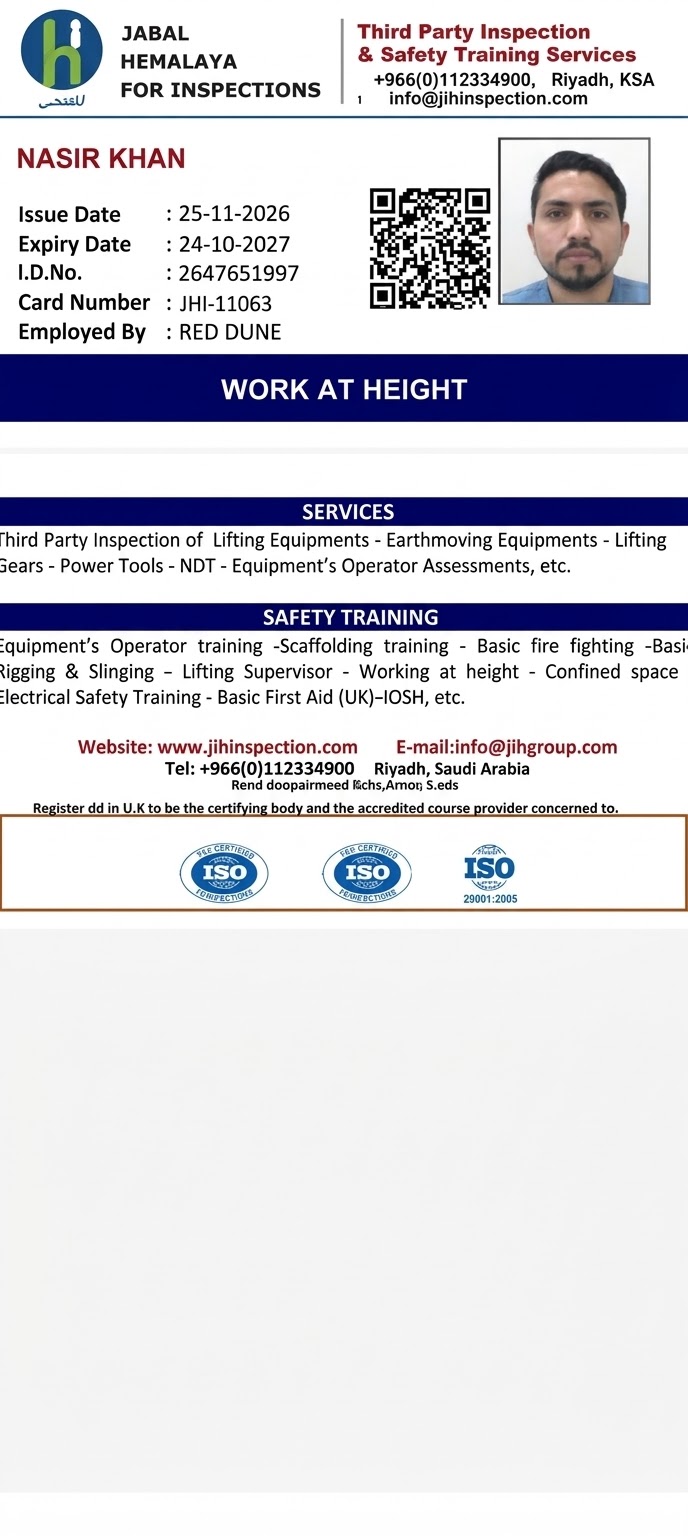 JABAL
HEMALAYA
FOR INSPECTIONS
Third Party Inspection
& Safety Training Services
+966(0)112334900, Riyadh, KSA
1 info@jihinspection.com
NASIR KHAN
Issue Date : 25-11-2026
Expiry Date : 24-10-2027
I.D.No. : 2647651997
Card Number : JHI-11063
Employed By : RED DUNE
WORK AT HEIGHT
SERVICES
Third Party Inspection of Lifting Equipments - Earthmoving Equipments - Lifting
Gears - Power Tools - NDT - Equipment's Operator Assessments, etc.
SAFETY TRAINING
Equipment's Operator training -Scaffolding training - Basic fire fighting -Basi
Rigging & Slinging – Lifting Supervisor - Working at height - Confined space
Electrical Safety Training - Basic First Aid (UK)–IOSH, etc.
Website: www.jihinspection.com E-mail:info@jihgroup.com
Tel: +966(0)112334900 Riyadh, Saudi Arabia
Rend doopairmeed S.eds
Register dd in U.K to be the certifying body and the accredited course provider concerned to.
ISO
ISO
ISO
29001:2005